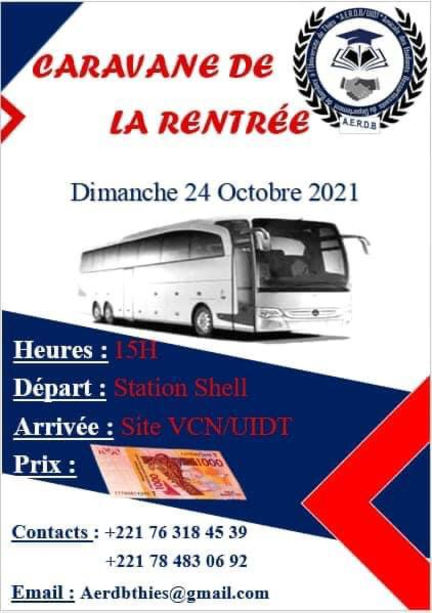 CARAVANE DE
LA RENTRÉE
A.E.R.D.B
Dimanche 24 Octobre 2021
Heures : 15H
Départ : Station Shell
Arrivée : Site VCN/UIDT
Prix :
1000
1000
Contacts : +221 76 318 45 39
+221 78 483 06 92
Email : Aerdbthies@gmail.com